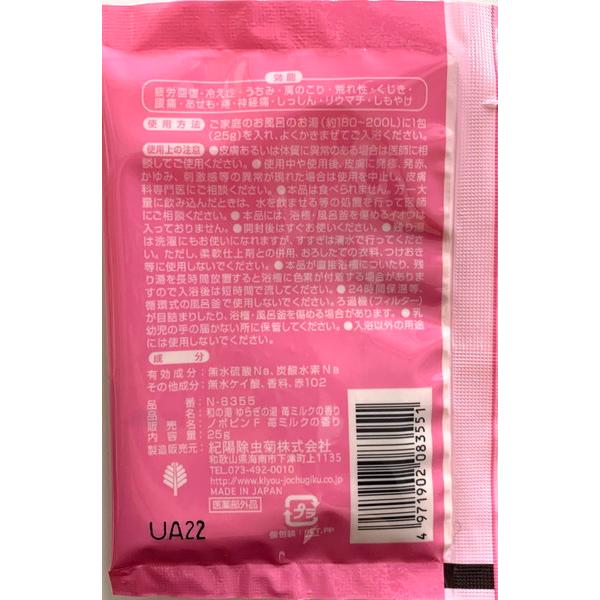 効能
疲労回復・冷え症・うちみ・肩のこり・荒れ性・くじき・
腰痛・あせも・痔・神経痛・しっしん・リウマチ・しもやけ
使用方法 ご家庭のお風呂のお湯(約180~200L)に1包
(25g)を入れ、よくかきまぜてご入浴ください。
使用上の注意 ●皮膚あるいは体質に異常のある場合は医師に相
談してご使用ください。●使用中や使用後、皮膚に発疹、発赤、
かゆみ、刺激感等の異常が現れた場合は使用を中止し、皮膚
科専門医にご相談ください。●本品は食べられません。万一大
量に飲み込んだときは、水を飲ませる等の処置を行って医師
にご相談ください。●本品には、浴槽・風呂釜を傷めるイオウは
入っておりません。●開封後はすぐお使いください。●残り湯
は洗濯にもお使いになれますが、すすぎは清水で行ってください。
ただし、柔軟仕上剤との併用、おろしたての衣料、つけおき
等に使用しないでください。●本品が直接浴槽についたり、残
り湯を長時間放置すると浴槽に色素が付着する場合がありま
すので入浴後は短時間で流してください。●24時間保温等、
循環式の風呂釜で使用しないでください。ろ過機(フィルター)
が目詰まりしたり、浴槽・風呂釜を傷める場合があります。●乳
幼児の手の届かない所に保管してください。●入浴以外の用途
には使用しないでください。
成分
有効成分:無水硫酸Na、炭酸水素Na
その他成分:無水ケイ酸、香料、赤102
品番:N-8355
品名:和の湯 ゆらぎの湯 苺ミルクの香り
販売名:ノボピンF 苺ミルクの香り
内容量:25g
製造販売元:紀陽除虫菊株式会社
和歌山県海南市下津町上1135
TEL.073-492-0010
http://www.kiyou-jochugiku.co.jp
MADE IN JAPAN
医薬部外品
UA22
プラ
個包装:PET、PP
4 971902 083551